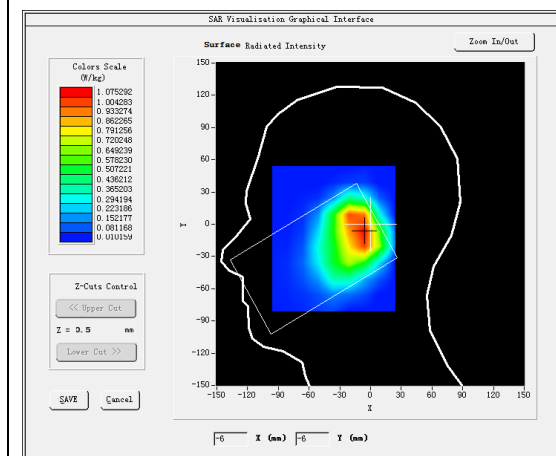 SAR Visualisation Graphical Interface
Surface Radiated Intensity
Zoom In/Out
Colors Scale
(W/kg)
1.075292
1.004283
0.933274
0.862265
0.791256
0.720248
0.649239
0.578230
0.507221
0.436212
0.365203
0.294194
0.223186
0.152177
0.081168
0.010159
Z-Cuts Control
<< Upper Cut
Z = 0.5 mm
Lower Cut >>
SAVE
Cancel
150
120
90
60
30
0
-30
-60
-90
-120
-150
Y
-150 -120 -90 -60 -30 0 30 60 90 120 150
X
-6 X (mm) -6 Y (mm)